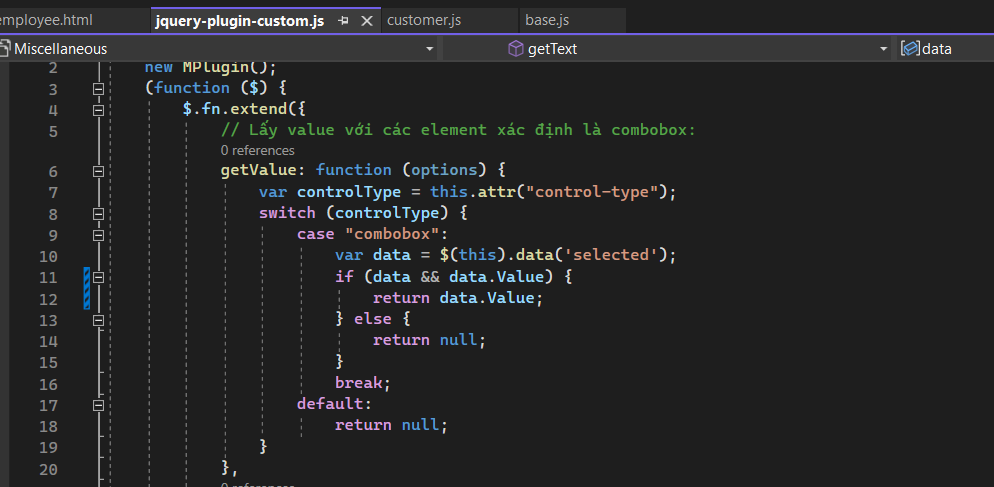 employee.html jquery-plugin-custom.js customer.js base.js
Miscellaneous getText data
2 new MPlugin();
3 (function ($) {
4 $.fn.extend({
5 // Lấy value với các element xác định là combobox:
0 references
6 getValue: function (options) {
7 var controlType = this.attr("control-type");
8 switch (controlType) {
9 case "combobox":
10 var data = $(this).data('selected');
11 if (data && data.Value) {
12 return data.Value;
13 } else {
14 return null;
15 }
16 break;
17 default:
18 return null;
19 }
20 },
0 references